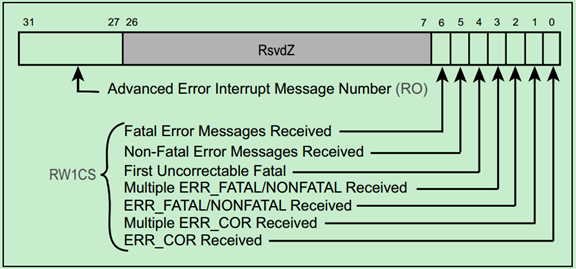 31 27 26 7 6 5 4 3 2 1 0
RsvdZ
Advanced Error Interrupt Message Number (RO)
Fatal Error Messages Received
Non-Fatal Error Messages Received
First Uncorrectable Fatal
RW1CS
Multiple ERR_FATAL/NONFATAL Received
ERR_FATAL/NONFATAL Received
Multiple ERR_COR Received
ERR_COR Received